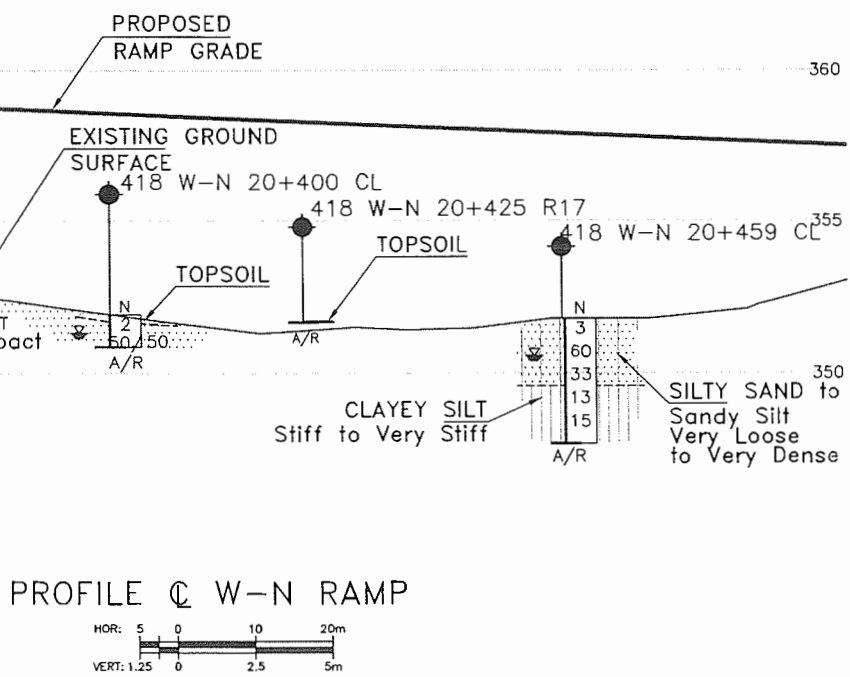 PROPOSED
RAMP GRADE
360
EXISTING GROUND
SURFACE
418 W-N 20+400 CL
418 W-N 20+425 R17
355
418 W-N 20+459 CL
TOPSOIL
TOPSOIL
N
2
50/50
A/R
A/R
N
3
60
33
13
15
A/R
350
CLAYEY SILT
Stiff to Very Stiff
SILTY SAND to
Sandy Silt
Very Loose
to Very Dense
PROFILE ℄ W-N RAMP
HOR: 5 0 10 20m
VERT: 1.25 0 2.5 5m